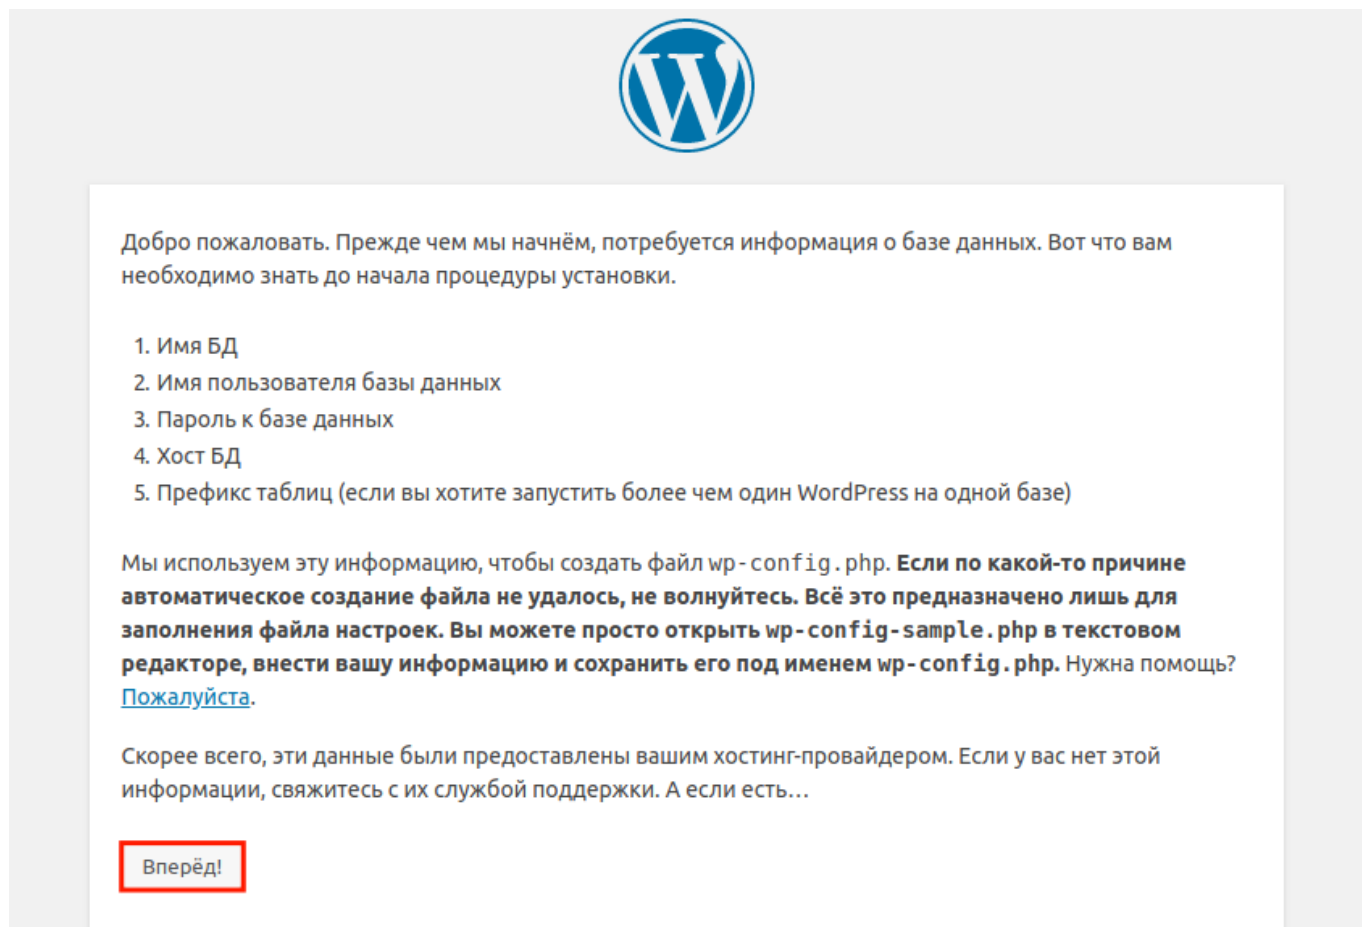 Добро пожаловать. Прежде чем мы начнём, потребуется информация о базе данных. Вот что вам
необходимо знать до начала процедуры установки.
1. Имя БД
2. Имя пользователя базы данных
3. Пароль к базе данных
4. Хост БД
5. Префикс таблиц (если вы хотите запустить более чем один WordPress на одной базе)
Мы используем эту информацию, чтобы создать файл wp-config.php. Если по какой-то причине
автоматическое создание файла не удалось, не волнуйтесь. Всё это предназначено лишь для
заполнения файла настроек. Вы можете просто открыть wp-config-sample.php в текстовом
редакторе, внести вашу информацию и сохранить его под именем wp-config.php. Нужна помощь?
Пожалуйста.
Скорее всего, эти данные были предоставлены вашим хостинг-провайдером. Если у вас нет этой
информации, свяжитесь с их службой поддержки. А если есть…
Вперёд!